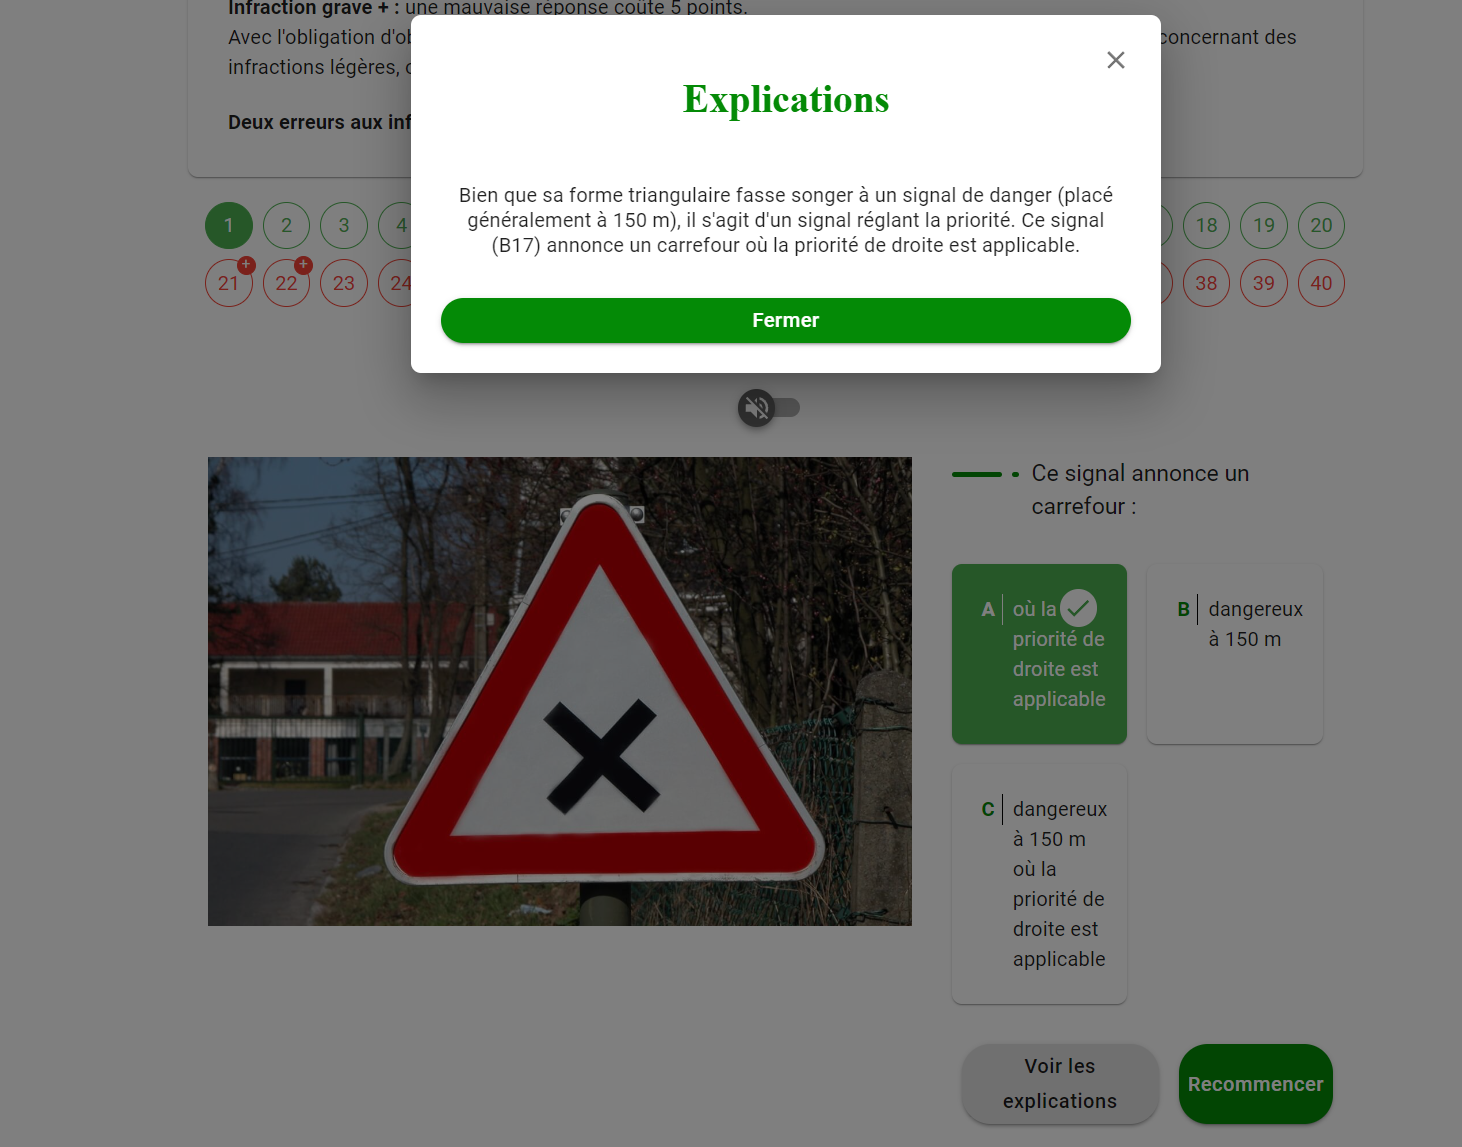 Infraction grave + : une mauvaise réponse coûte 5 points.
Avec l'obligation d'ob
concernant des
infractions légères, c
Deux erreurs aux inf
Explications
Bien que sa forme triangulaire fasse songer à un signal de danger (placé
généralement à 150 m), il s'agit d'un signal réglant la priorité. Ce signal
(B17) annonce un carrefour où la priorité de droite est applicable.
Fermer
1 2 3 4 18 19 20
21 + 22 + 23 24 38 39 40
Ce signal annonce un
carrefour :
A où la
priorité de
droite est
applicable
B dangereux
à 150 m
C dangereux
à 150 m
où la
priorité de
droite est
applicable
Voir les
explications
Recommencer